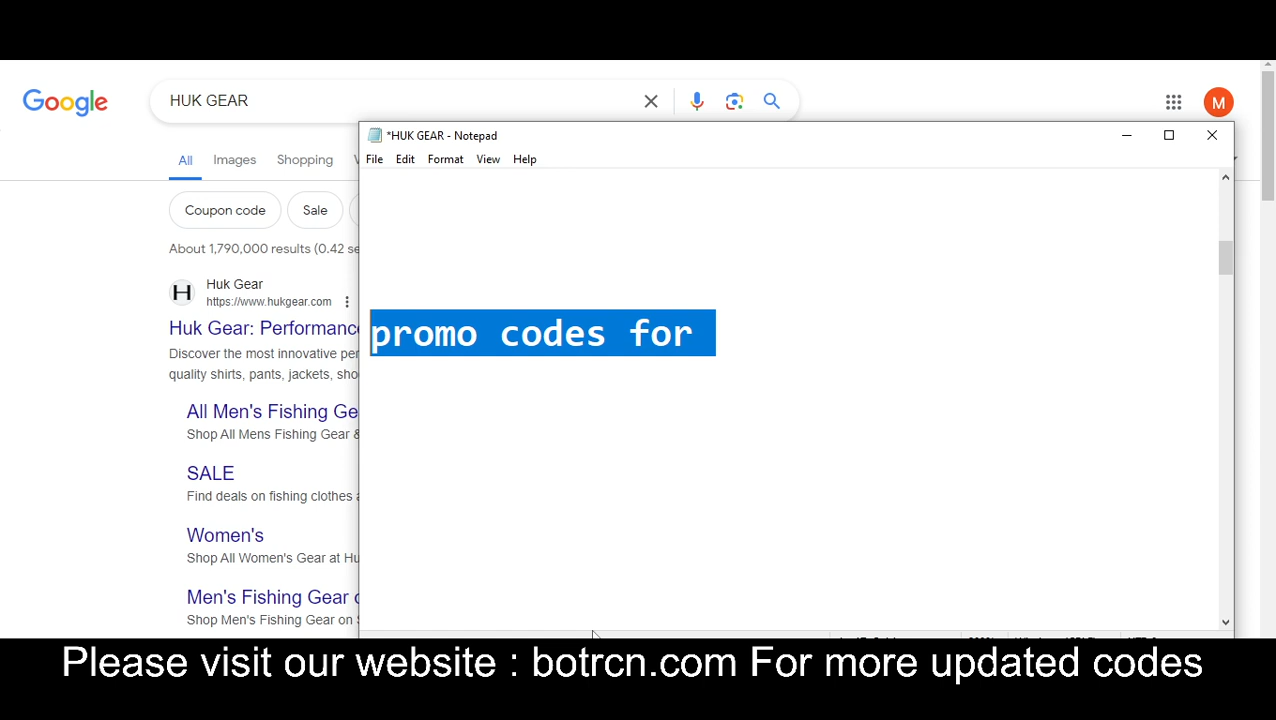 Google
HUK GEAR
M
*HUK GEAR - Notepad
File Edit Format View Help
All Images Shopping
Coupon code Sale
About 1,790,000 results (0.42 se
H
Huk Gear
https://www.hukgear.com
Huk Gear: Performance
Discover the most innovative per
quality shirts, pants, jackets, sho
promo codes for
All Men's Fishing Ge
Shop All Mens Fishing Gear &
SALE
Find deals on fishing clothes a
Women's
Shop All Women's Gear at Hu
Men's Fishing Gear o
Shop Men's Fishing Gear on S
Please visit our website : botrcn.com For more updated codes